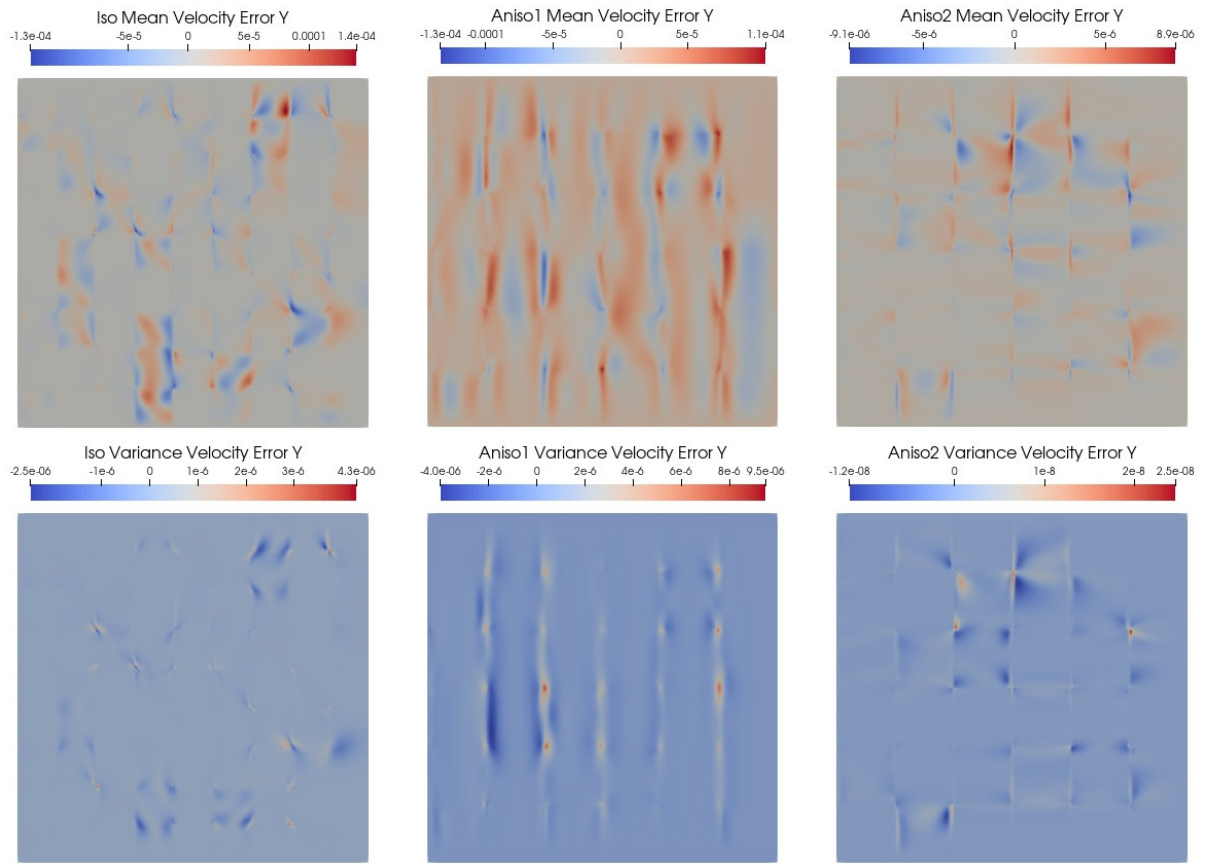 Iso Mean Velocity Error Y
-1.3e-04 -5e-5 0 5e-5 0.0001 1.4e-04
Aniso1 Mean Velocity Error Y
-1.3e-04 -0.0001 -5e-5 0 5e-5 1.1e-04
Aniso2 Mean Velocity Error Y
-9.1e-06 -5e-6 0 5e-6 8.9e-06
Iso Variance Velocity Error Y
-2.5e-06 -1e-6 0 1e-6 2e-6 3e-6 4.3e-06
Aniso1 Variance Velocity Error Y
-4.0e-06 -2e-6 0 2e-6 4e-6 6e-6 8e-6 9.5e-06
Aniso2 Variance Velocity Error Y
-1.2e-08 0 1e-8 2e-8 2.5e-08